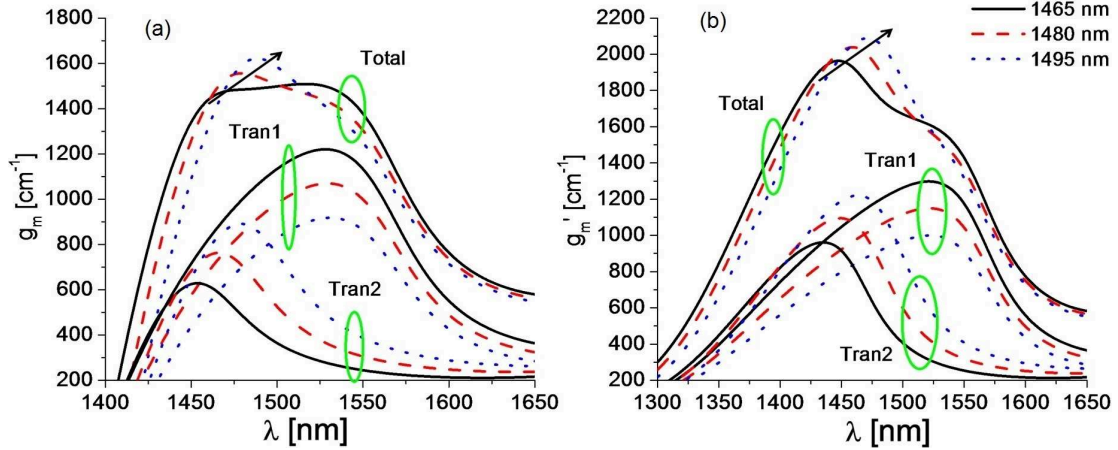 (a)
1800
1600
1400
1200
1000
800
600
400
200
g_m [cm⁻¹]
Total
Tran1
Tran2
1400 1450 1500 1550 1600 1650
λ [nm]
(b)
2200
2000
1800
1600
1400
1200
1000
800
600
400
200
g_m' [cm⁻¹]
Total
Tran1
Tran2
1300 1350 1400 1450 1500 1550 1600 1650
λ [nm]
1465 nm
1480 nm
1495 nm